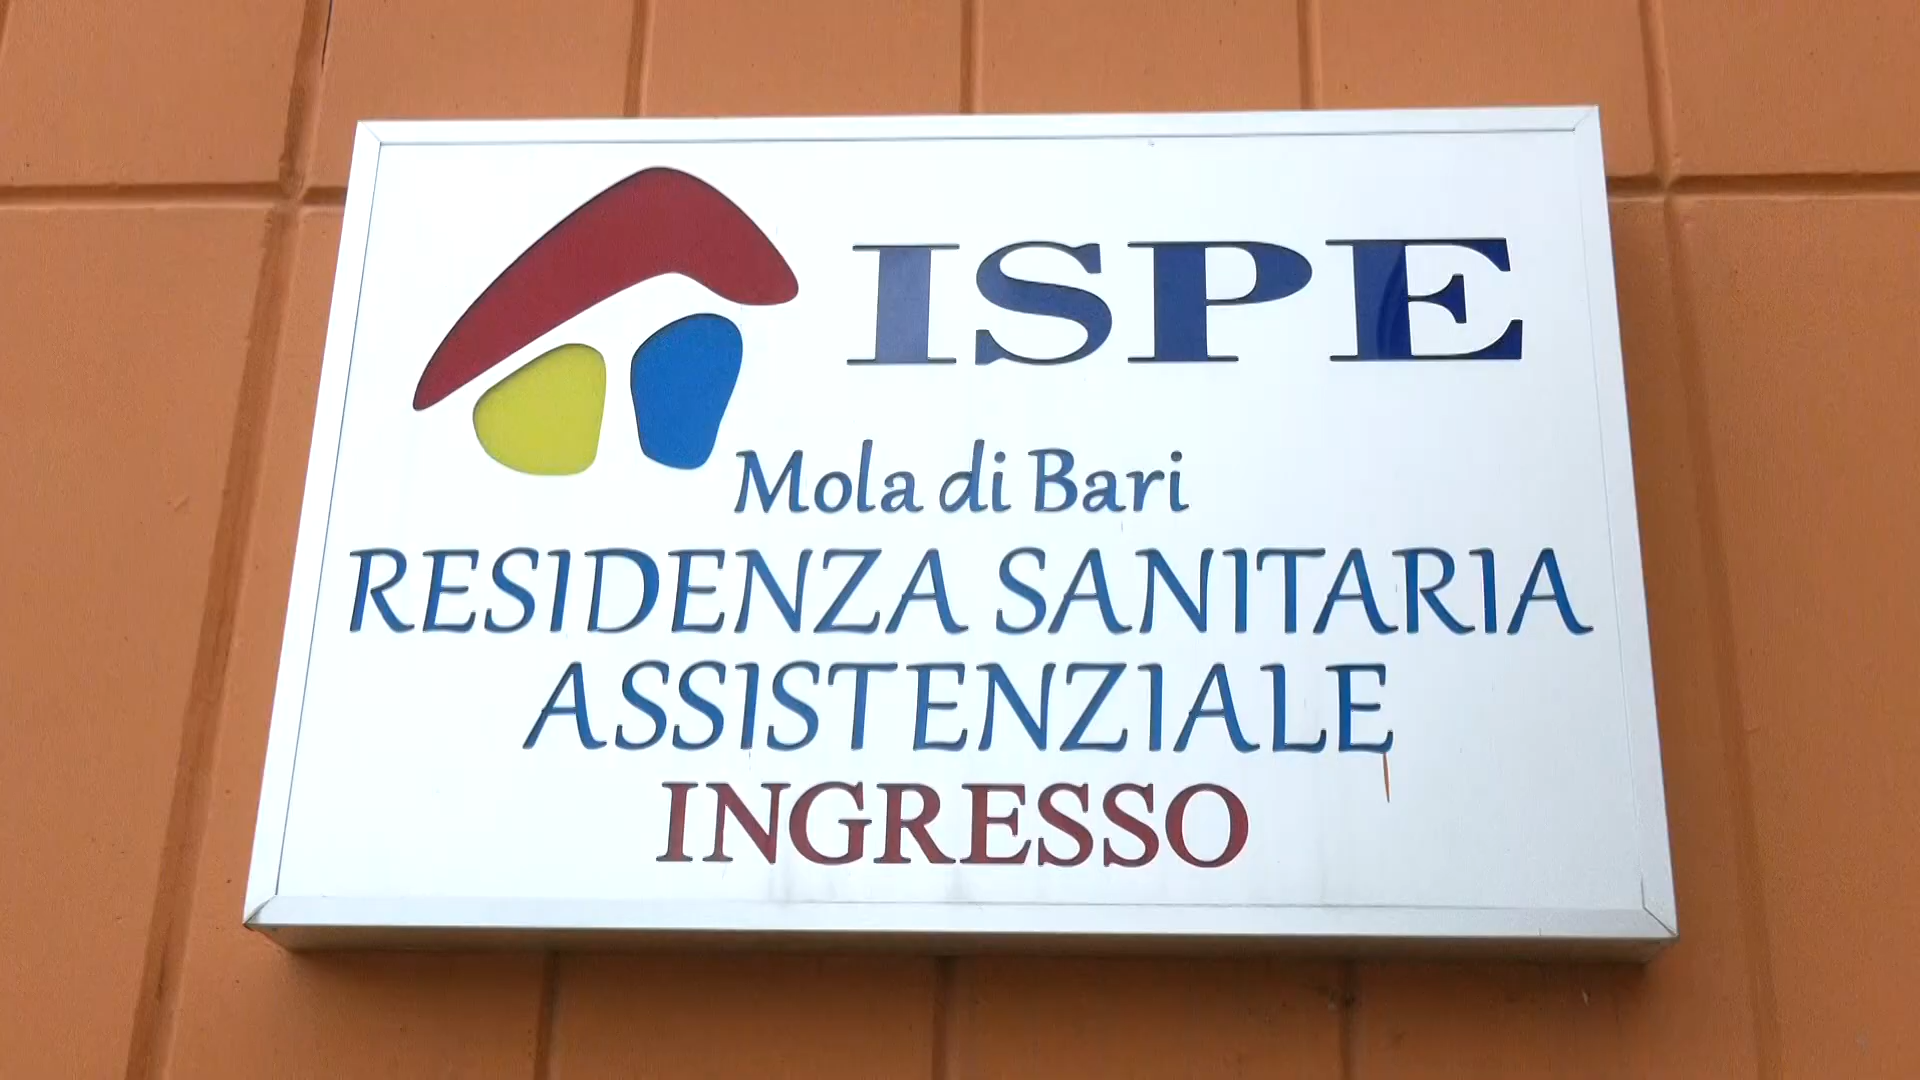 ISPE
Mola di Bari
RESIDENZA SANITARIA
ASSISTENZIALE
INGRESSO